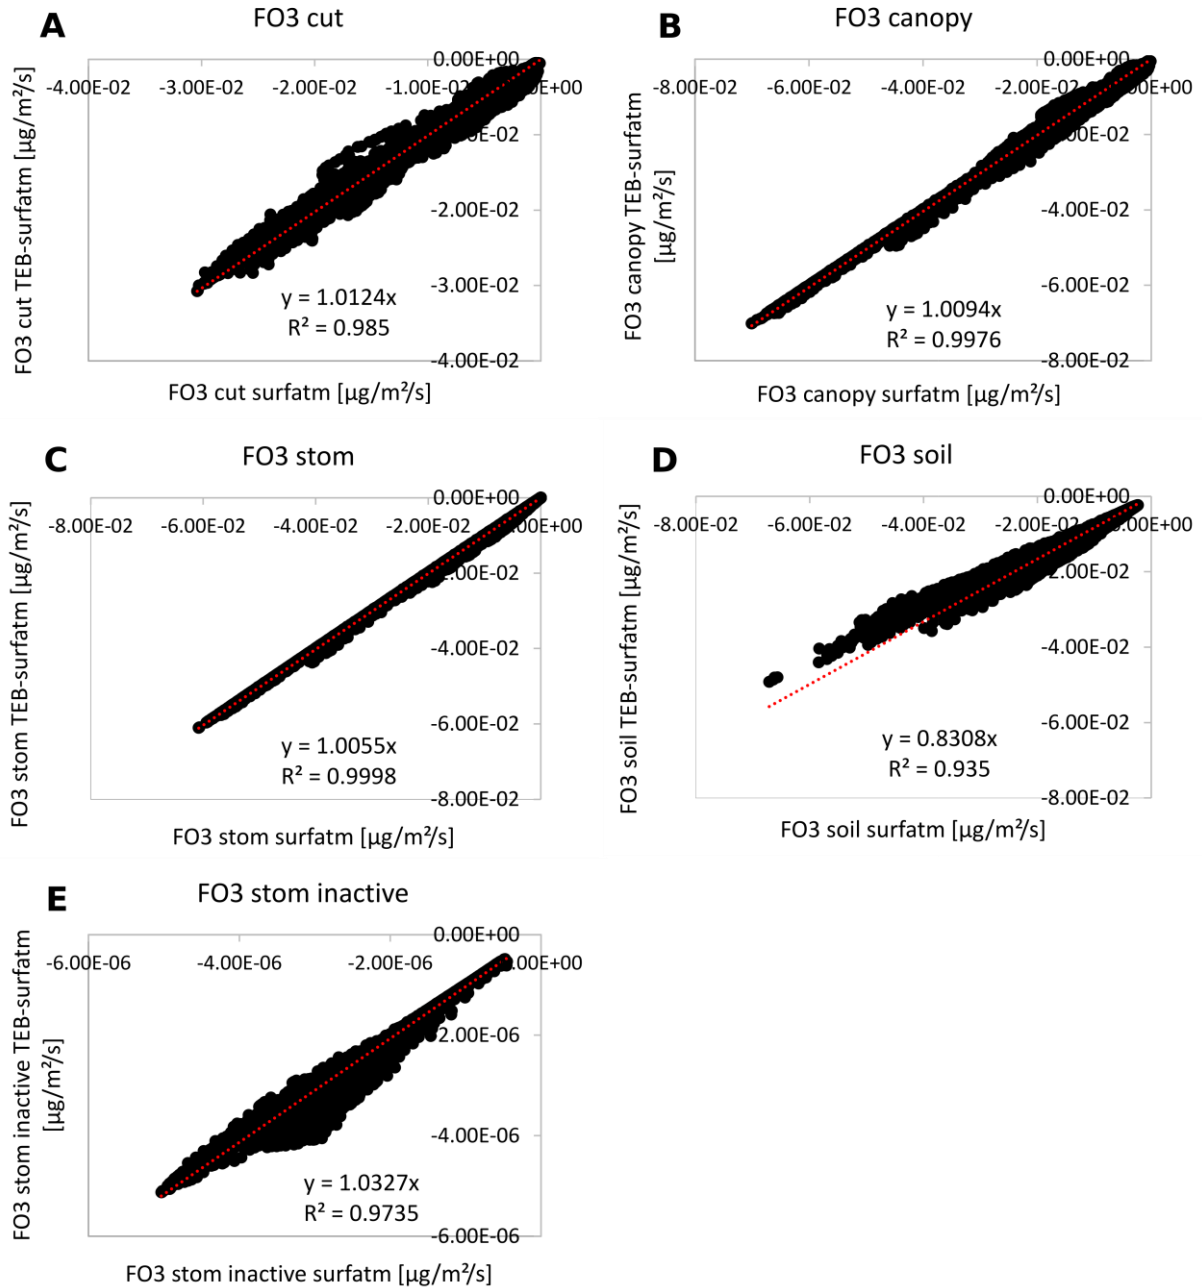 A
FO3 cut
0.00E+00
-4.00E-02 -3.00E-02 -2.00E-02 -1.00E-02
-2.00E-02
-3.00E-02
-4.00E-02
y = 1.0124x
R² = 0.985
FO3 cut TEB-surfatm [µg/m²/s]
FO3 cut surfatm [µg/m²/s]
B
FO3 canopy
0.00E+00
-8.00E-02 -6.00E-02 -4.00E-02 -2.00E-02
-4.00E-02
-6.00E-02
-8.00E-02
y = 1.0094x
R² = 0.9976
FO3 canopy TEB-surfatm
[µg/m²/s]
FO3 canopy surfatm [µg/m²/s]
C
FO3 stom
0.00E+00
-8.00E-02 -6.00E-02 -4.00E-02 -2.00E-02
-4.00E-02
-6.00E-02
-8.00E-02
y = 1.0055x
R² = 0.9998
FO3 stom TEB-surfatm [µg/m²/s]
FO3 stom surfatm [µg/m²/s]
D
FO3 soil
0.00E+00
-8.00E-02 -6.00E-02 -4.00E-02 -2.00E-02
-4.00E-02
-6.00E-02
-8.00E-02
y = 0.8308x
R² = 0.935
FO3 soil TEB-surfatm [µg/m²/s]
FO3 soil surfatm [µg/m²/s]
E
FO3 stom inactive
0.00E+00
-6.00E-06 -4.00E-06 -2.00E-06 0.00E+00
-4.00E-06
-6.00E-06
y = 1.0327x
R² = 0.9735
FO3 stom inactive TEB-surfatm
[µg/m²/s]
FO3 stom inactive surfatm [µg/m²/s]